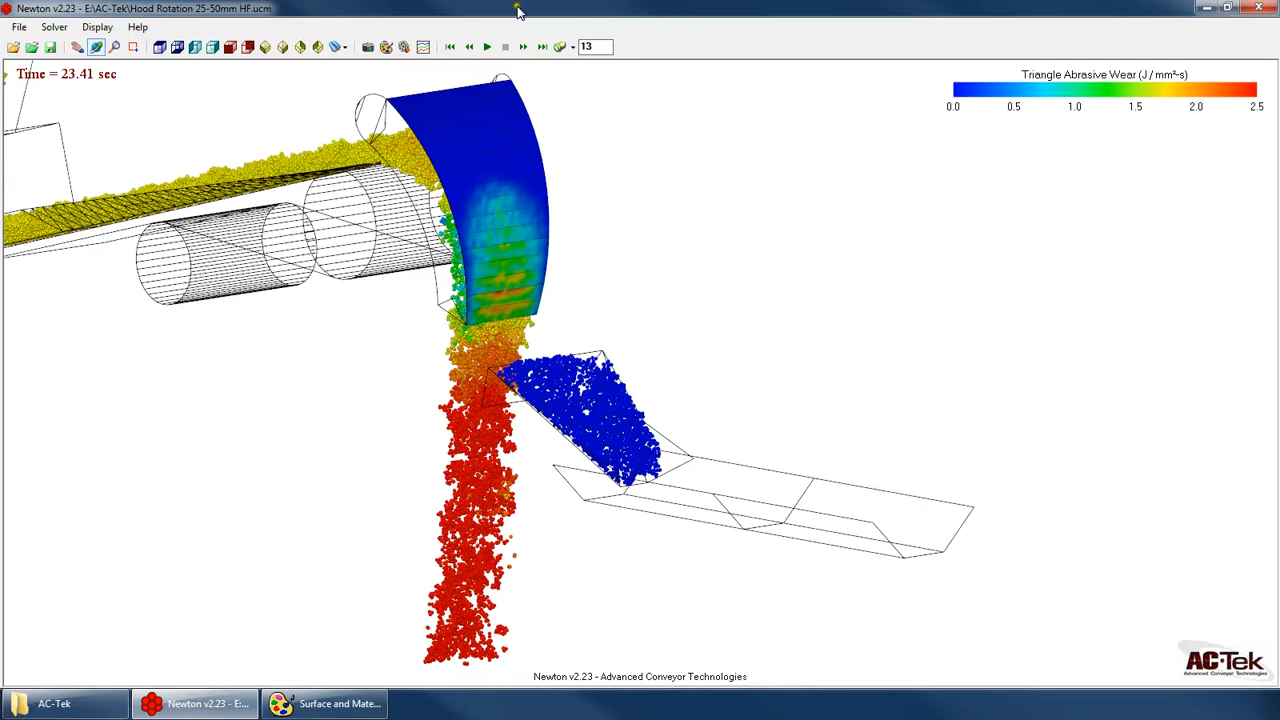 Newton v2.23 - E:\AC-Tek\Hood Rotation 25-50mm HF.ucm
File Solver Display Help
13
Time = 23.41 sec
Triangle Abrasive Wear (J / mm²-s)
0.0 0.5 1.0 1.5 2.0 2.5
AC-Tek
Advanced Conveyor Technologies
Newton v2.23 - Advanced Conveyor Technologies
AC-Tek
Newton v2.23 - E:...
Surface and Mate...